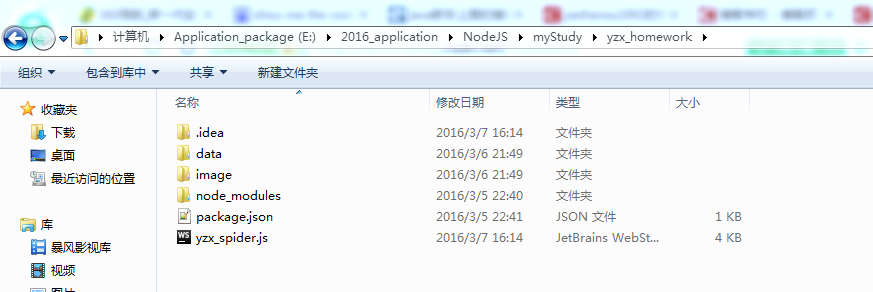 计算机 ▸ Application_package (E:) ▸ 2016_application ▸ NodeJS ▸ myStudy ▸ yzx_homework ▸
组织 包含到库中 共享 新建文件夹
收藏夹
下载
桌面
最近访问的位置
库
暴风影视库
视频
图片
名称 修改日期 类型 大小
.idea 2016/3/7 16:14 文件夹
data 2016/3/6 21:49 文件夹
image 2016/3/6 21:49 文件夹
node_modules 2016/3/5 22:40 文件夹
package.json 2016/3/5 22:41 JSON 文件 1 KB
yzx_spider.js 2016/3/7 16:14 JetBrains WebSt... 4 KB